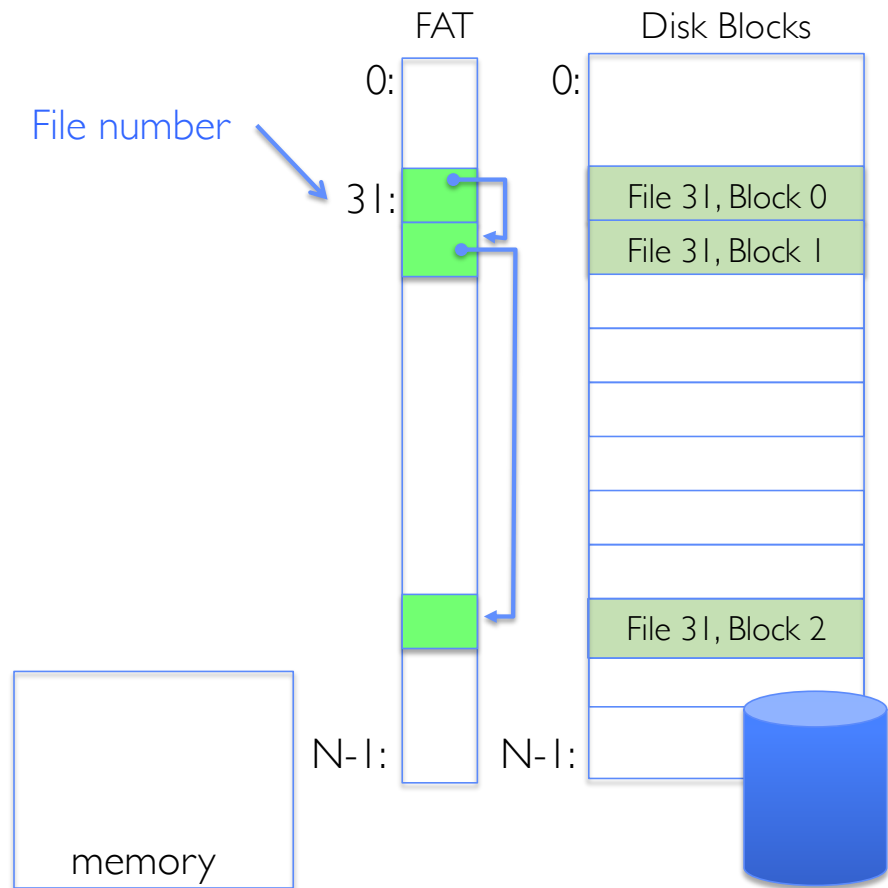 FAT
Disk Blocks
0:
0:
File number
31:
File 31, Block 0
File 31, Block 1
File 31, Block 2
N-1:
N-1:
memory